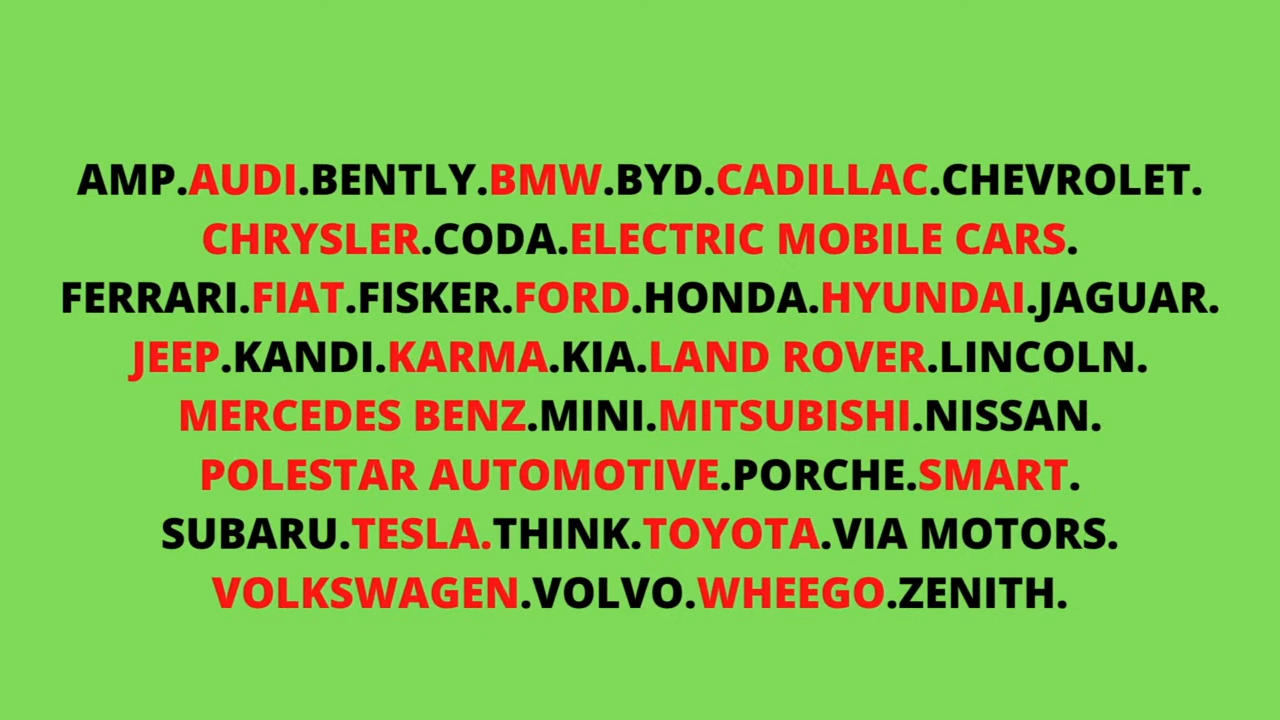 AMP.AUDI.BENTLY.BMW.BYD.CADILLAC.CHEVROLET.
CHRYSLER.CODA.ELECTRIC MOBILE CARS.
FERRARI.FIAT.FISKER.FORD.HONDA.HYUNDAI.JAGUAR.
JEEP.KANDI.KARMA.KIA.LAND ROVER.LINCOLN.
MERCEDES BENZ.MINI.MITSUBISHI.NISSAN.
POLESTAR AUTOMOTIVE.PORCHE.SMART.
SUBARU.TESLA.THINK.TOYOTA.VIA MOTORS.
VOLKSWAGEN.VOLVO.WHEEGO.ZENITH.